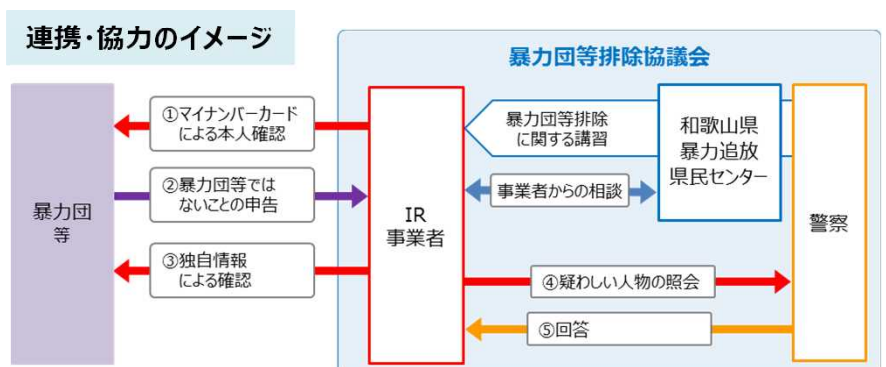 連携・協力のイメージ
暴力団等排除協議会
暴力団
等
①マイナンバーカード
による本人確認
②暴力団等では
ないことの申告
③独自情報
による確認
IR
事業者
暴力団等排除
に関する講習
事業者からの相談
和歌山県
暴力追放
県民センター
④疑わしい人物の照会
⑤回答
警察